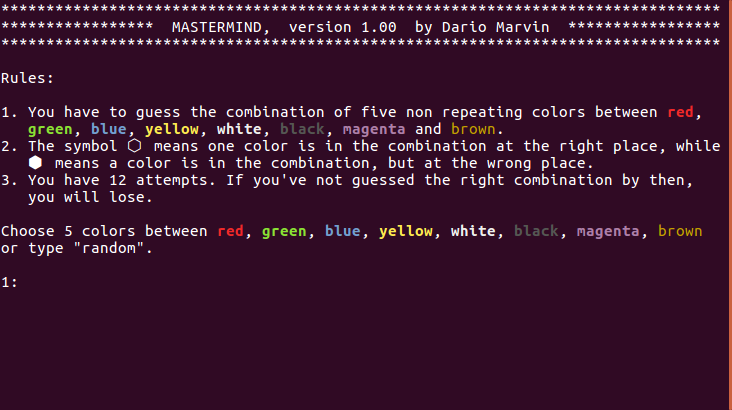 ********************************************************************************
***************** MASTERMIND, version 1.00 by Dario Marvin *****************
********************************************************************************
Rules:
1. You have to guess the combination of five non repeating colors between red,
green, blue, yellow, white, black, magenta and brown.
2. The symbol ⬡ means one color is in the combination at the right place, while
⬢ means a color is in the combination, but at the wrong place.
3. You have 12 attempts. If you've not guessed the right combination by then,
you will lose.
Choose 5 colors between red, green, blue, yellow, white, black, magenta, brown
or type "random".
1: